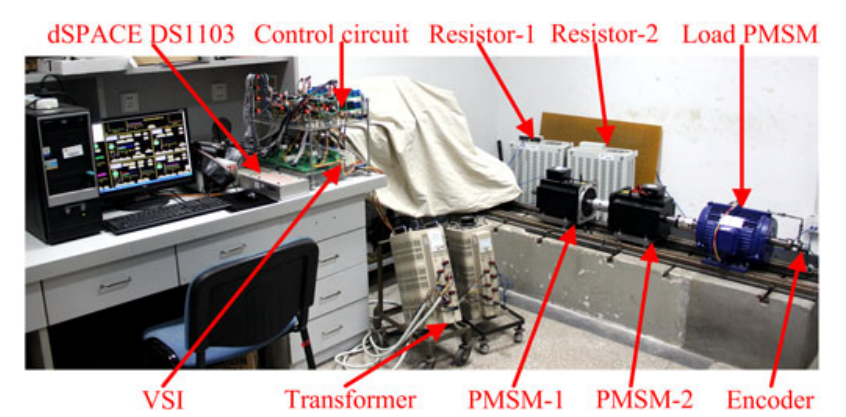 dSPACE DS1103 Control circuit Resistor-1 Resistor-2 Load PMSM
VSI Transformer PMSM-1 PMSM-2 Encoder